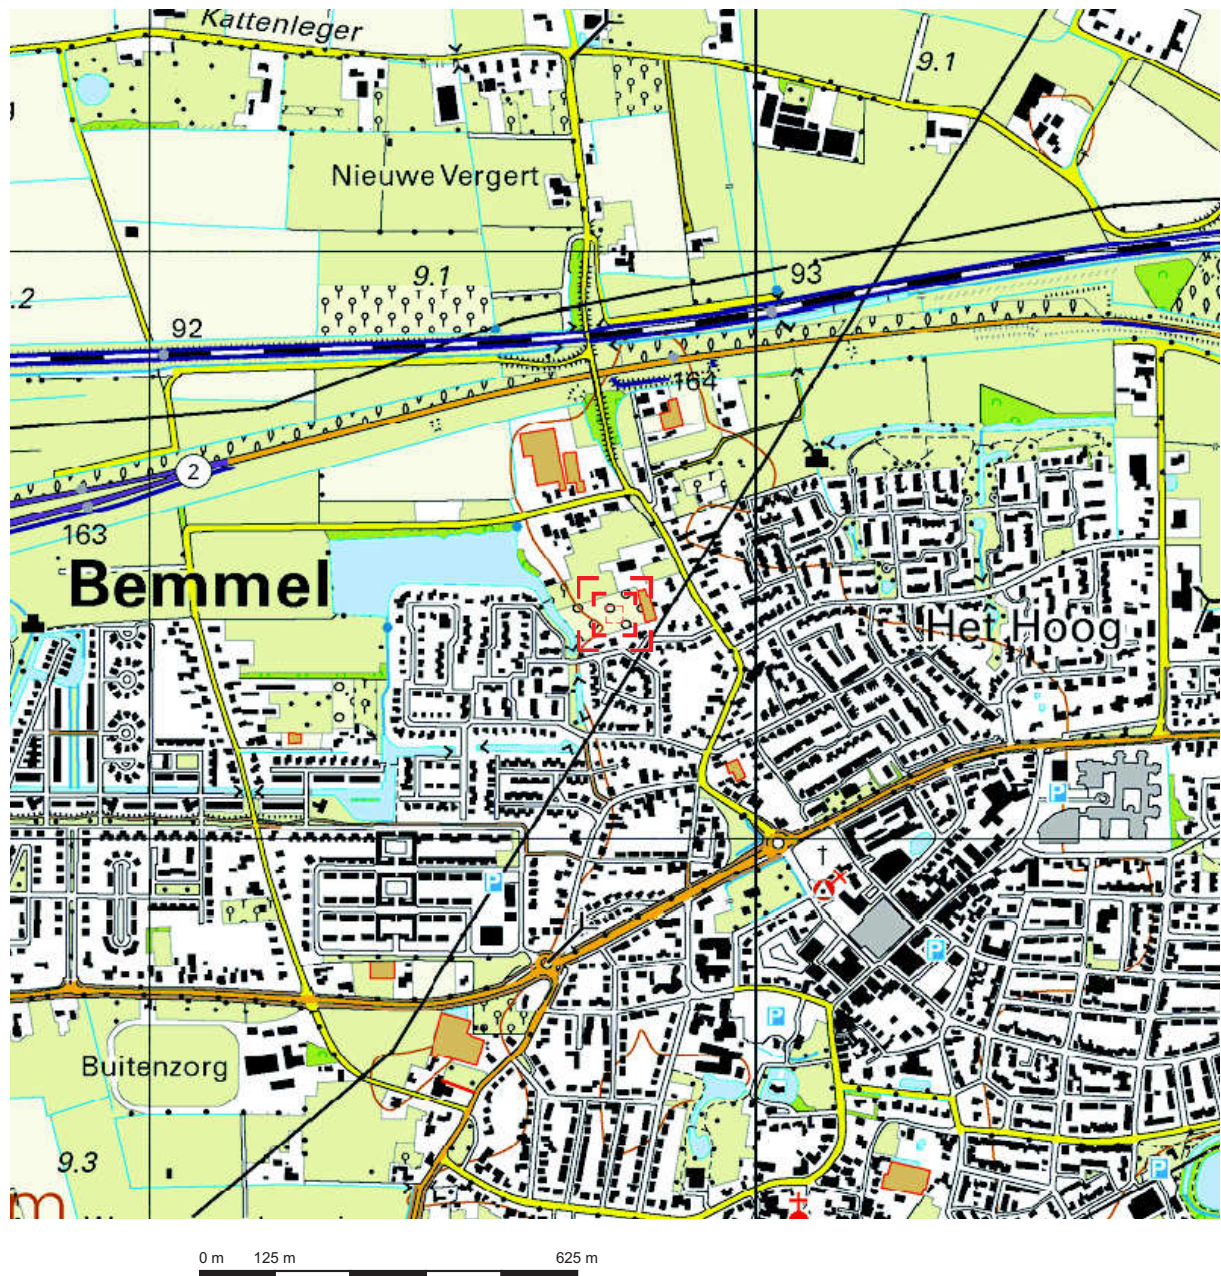 Kattenleger
9.1
Nieuwe Vergert
9.1
93
.2
92
164
2
163
Bemmel
Het Hoog
P
P
P
P
Buitenzorg
9.3
P
m
0 m 125 m 625 m